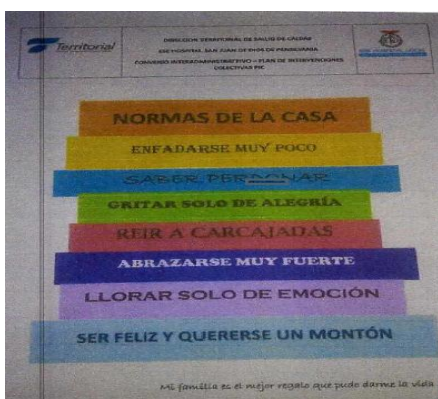 Territorial
DIRECCION TERRITORIAL DE SALUD DE CALDAS
ESE HOSPITAL SAN JUAN DE DIOS DE PENSILVANIA
CONVENIO INTERADMINISTRATIVO – PLAN DE INTERVENCIONES
COLECTIVAS PIC
NORMAS DE LA CASA
ENFADARSE MUY POCO
SABER PERDONAR
GRITAR SOLO DE ALEGRÍA
REIR A CARCAJADAS
ABRAZARSE MUY FUERTE
LLORAR SOLO DE EMOCIÓN
SER FELIZ Y QUERERSE UN MONTÓN
Mi familia es el mejor regalo que pudo darme la vida